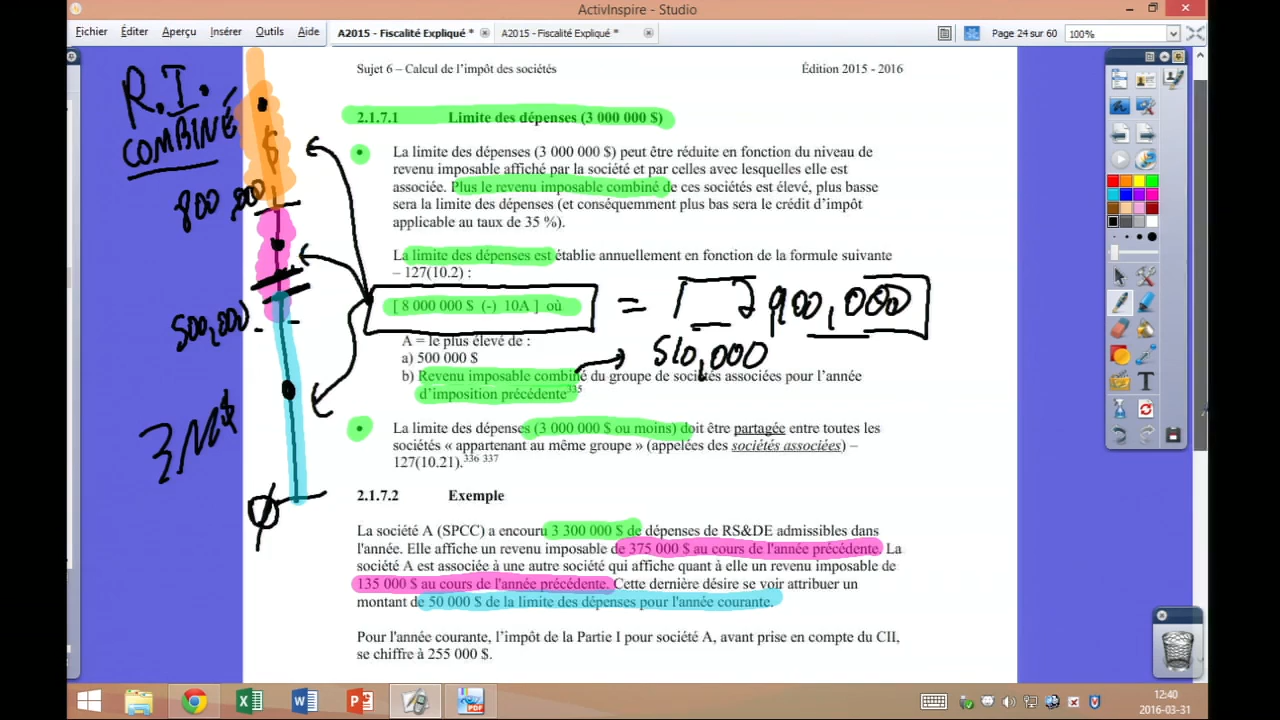 ActivInspire - Studio
Fichier Éditer Aperçu Insérer Outils Aide
A2015 - Fiscalité Expliqué *
A2015 - Fiscalité Expliqué *
Page 24 sur 60
100%
Sujet 6 – Calcul de l'impôt des sociétés
Édition 2015 - 2016
R.I.
COMBINÉ
800,000
500,000
3M$
2.1.7.1 Limite des dépenses (3 000 000 $)
• La limite des dépenses (3 000 000 $) peut être réduite en fonction du niveau de
revenu imposable affiché par la société et par celles avec lesquelles elle est
associée. Plus le revenu imposable combiné de ces sociétés est élevé, plus basse
sera la limite des dépenses (et conséquemment plus bas sera le crédit d'impôt
applicable au taux de 35 %).
La limite des dépenses est établie annuellement en fonction de la formule suivante
– 127(10.2) :
[ 8 000 000 $ (-) 10A ] où
= 2 900,000
A = le plus élevé de :
a) 500 000 $
510,000
b) Revenu imposable combiné du groupe de sociétés associées pour l'année
d'imposition précédente335
• La limite des dépenses (3 000 000 $ ou moins) doit être partagée entre toutes les
sociétés « appartenant au même groupe » (appelées des sociétés associées) –
127(10.21).336 337
2.1.7.2 Exemple
La société A (SPCC) a encouru 3 300 000 $ de dépenses de RS&DE admissibles dans
l'année. Elle affiche un revenu imposable de 375 000 $ au cours de l'année précédente. La
société A est associée à une autre société qui affiche quant à elle un revenu imposable de
135 000 $ au cours de l'année précédente. Cette dernière désire se voir attribuer un
montant de 50 000 $ de la limite des dépenses pour l'année courante.
Pour l'année courante, l'impôt de la Partie I pour société A, avant prise en compte du CII,
se chiffre à 255 000 $.
12:40
2016-03-31